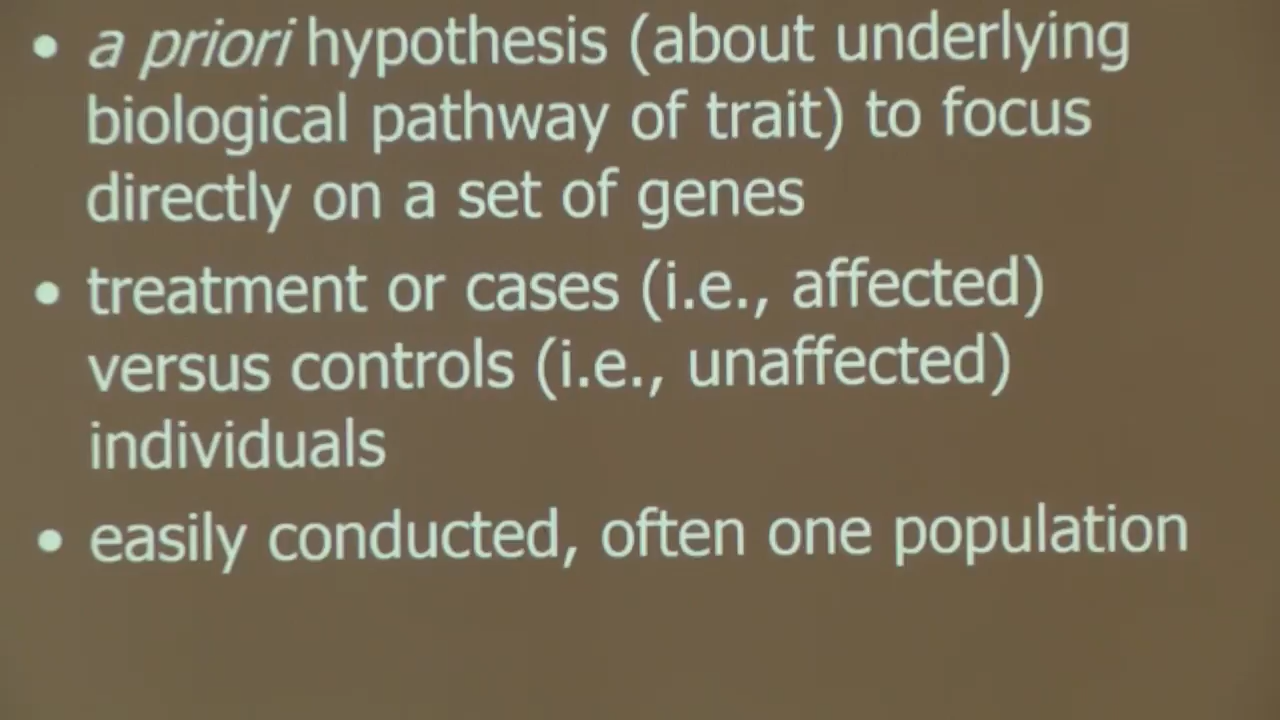 • a priori hypothesis (about underlying
biological pathway of trait) to focus
directly on a set of genes
• treatment or cases (i.e., affected)
versus controls (i.e., unaffected)
individuals
• easily conducted, often one population